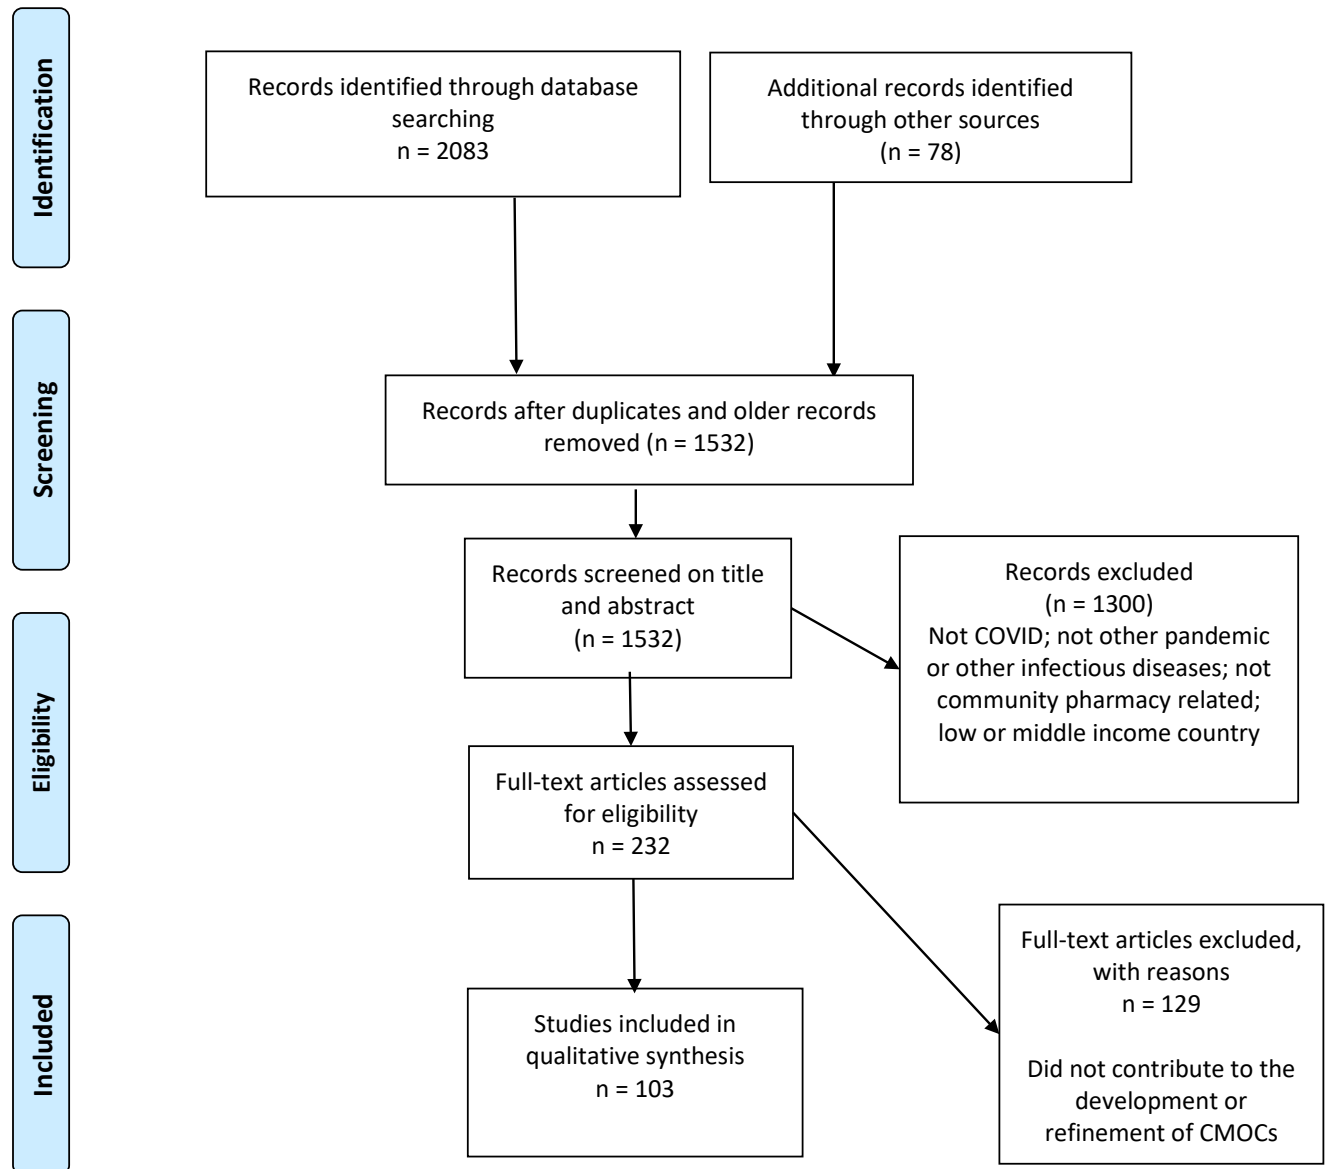 Identification
Records identified through database
searching
n = 2083
Additional records identified
through other sources
(n = 78)
Screening
Records after duplicates and older records
removed (n = 1532)
Records screened on title
and abstract
(n = 1532)
Records excluded
(n = 1300)
Not COVID; not other pandemic
or other infectious diseases; not
community pharmacy related;
low or middle income country
Eligibility
Full-text articles assessed
for eligibility
n = 232
Full-text articles excluded,
with reasons
n = 129
Did not contribute to the
development or
refinement of CMOCs
Included
Studies included in
qualitative synthesis
n = 103